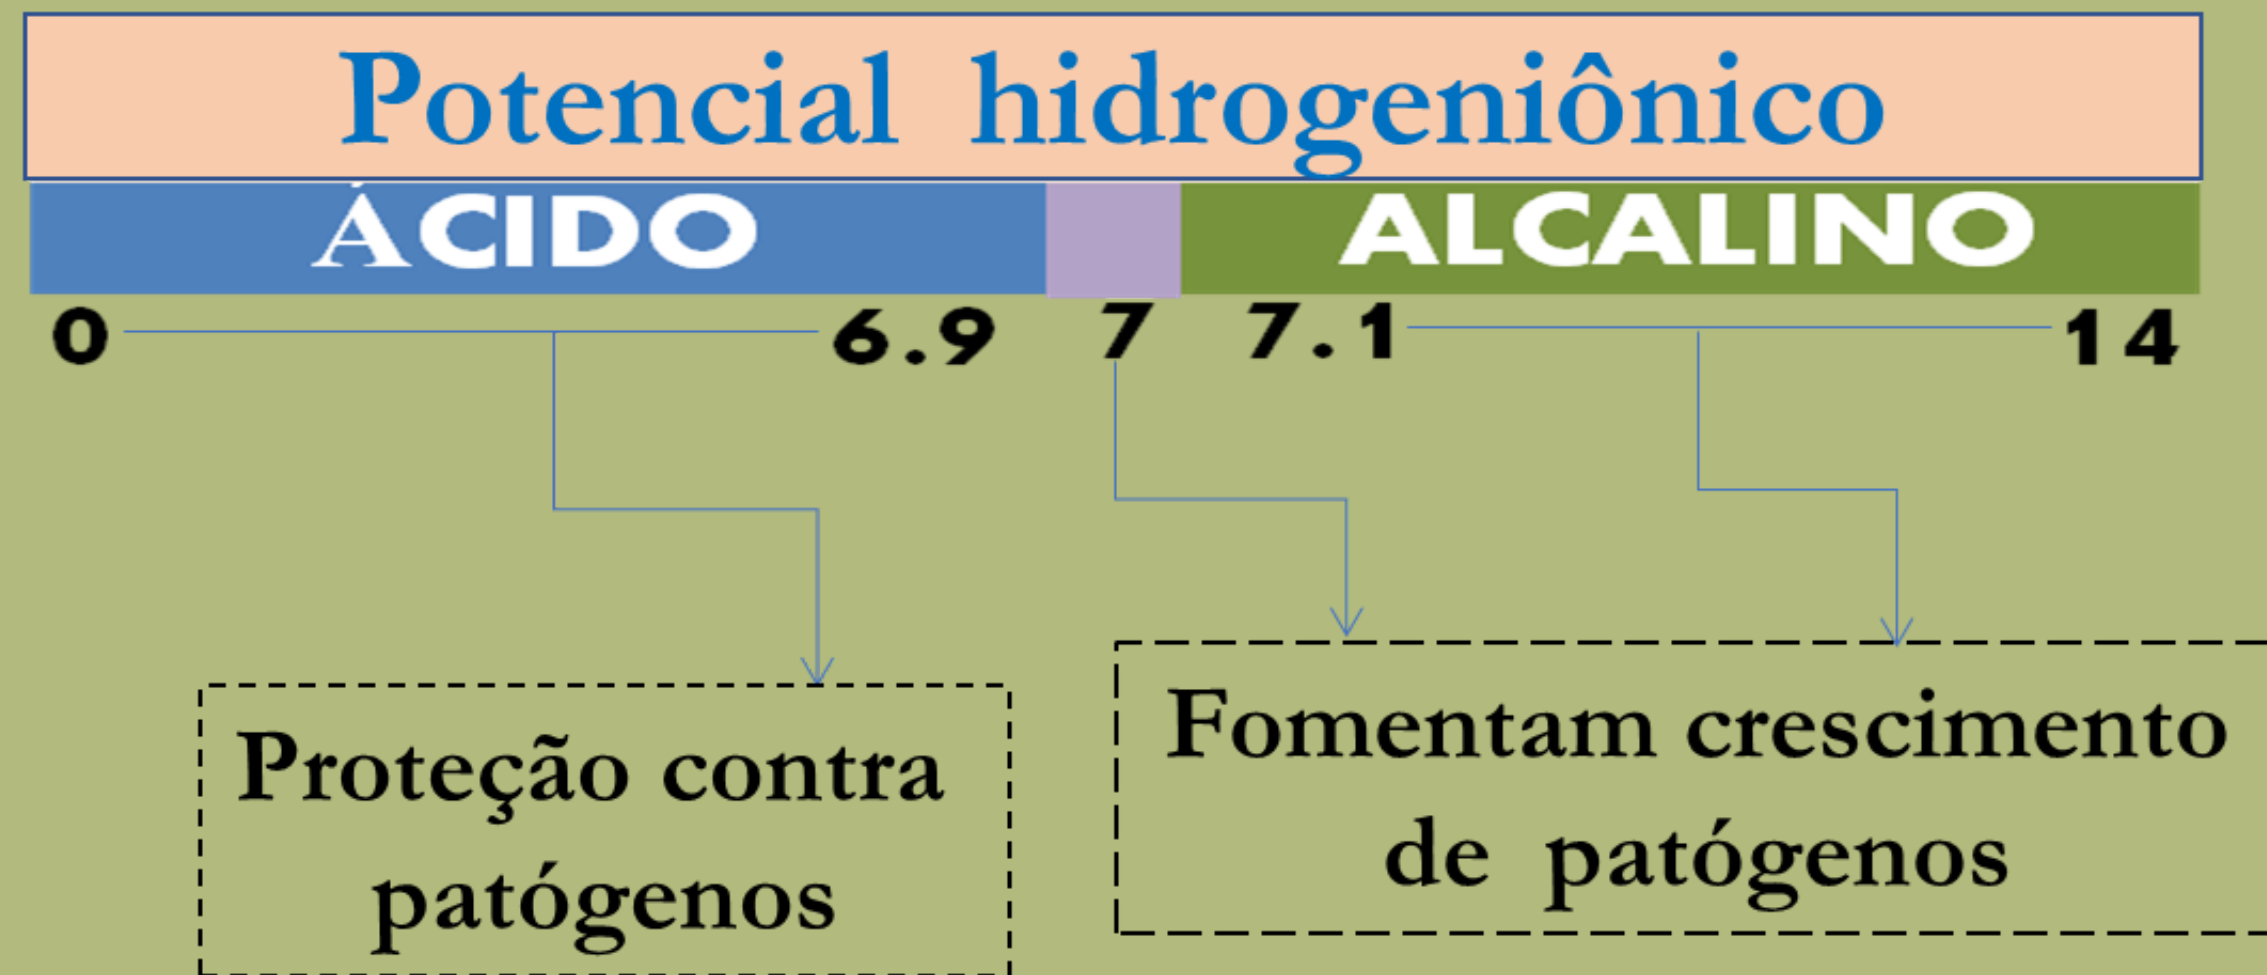 Potencial hidrogeniônico
ÁCIDO ALCALINO
0 6.9 7 7.1 14
Proteção contra
patógenos
Fomentam crescimento
de patógenos